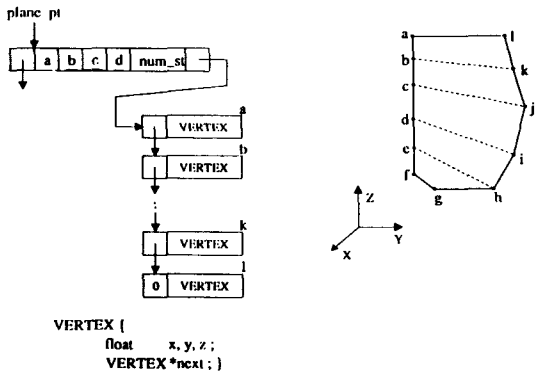 plane pt
a b c d num_st
a
VERTEX
b
VERTEX
k
VERTEX
l
0 VERTEX
VERTEX {
float x, y, z ;
VERTEX *next ; }
a l
b k
c j
d i
e h
f g
Z
Y
X